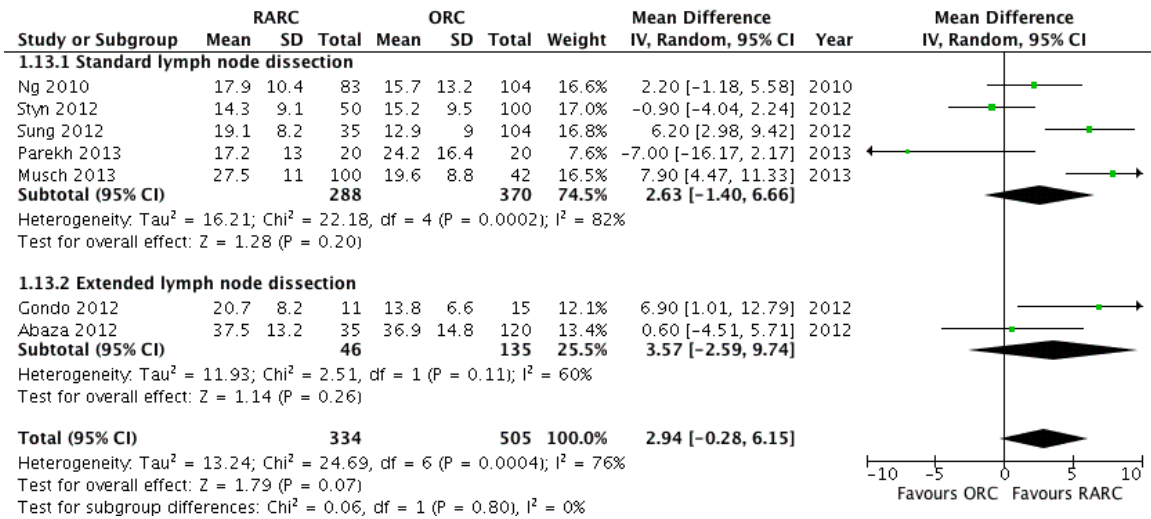 RARC ORC Mean Difference Mean Difference
Study or Subgroup Mean SD Total Mean SD Total Weight IV, Random, 95% CI Year IV, Random, 95% CI
1.13.1 Standard lymph node dissection
Ng 2010 17.9 10.4 83 15.7 13.2 104 16.6% 2.20 [-1.18, 5.58] 2010
Styn 2012 14.3 9.1 50 15.2 9.5 100 17.0% -0.90 [-4.04, 2.24] 2012
Sung 2012 19.1 8.2 35 12.9 9 104 16.8% 6.20 [2.98, 9.42] 2012
Parekh 2013 17.2 13 20 24.2 16.4 20 7.6% -7.00 [-16.17, 2.17] 2013
Musch 2013 27.5 11 100 19.6 8.8 42 16.5% 7.90 [4.47, 11.33] 2013
Subtotal (95% CI) 288 370 74.5% 2.63 [-1.40, 6.66]
Heterogeneity: Tau² = 16.21; Chi² = 22.18, df = 4 (P = 0.0002); I² = 82%
Test for overall effect: Z = 1.28 (P = 0.20)
1.13.2 Extended lymph node dissection
Gondo 2012 20.7 8.2 11 13.8 6.6 15 12.1% 6.90 [1.01, 12.79] 2012
Abaza 2012 37.5 13.2 35 36.9 14.8 120 13.4% 0.60 [-4.51, 5.71] 2012
Subtotal (95% CI) 46 135 25.5% 3.57 [-2.59, 9.74]
Heterogeneity: Tau² = 11.93; Chi² = 2.51, df = 1 (P = 0.11); I² = 60%
Test for overall effect: Z = 1.14 (P = 0.26)
Total (95% CI) 334 505 100.0% 2.94 [-0.28, 6.15]
Heterogeneity: Tau² = 13.24; Chi² = 24.69, df = 6 (P = 0.0004); I² = 76%
Test for overall effect: Z = 1.79 (P = 0.07)
Test for subgroup differences: Chi² = 0.06, df = 1 (P = 0.80), I² = 0%
-10 -5 0 5 10
Favours ORC Favours RARC